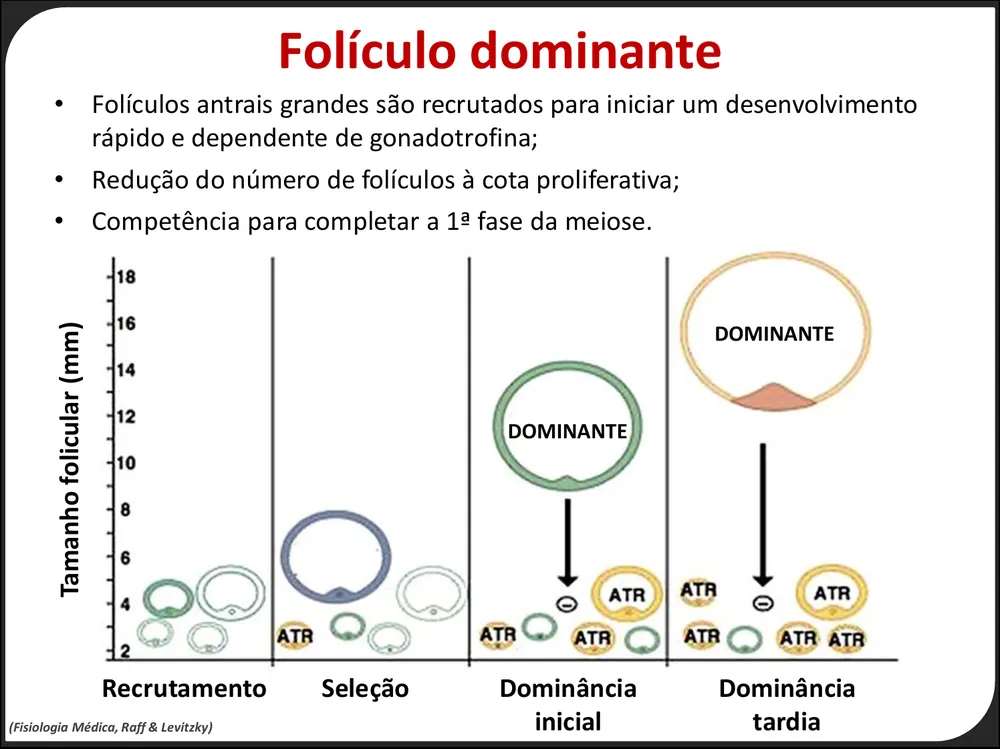 Folículo dominante
• Folículos antrais grandes são recrutados para iniciar um desenvolvimento
rápido e dependente de gonadotrofina;
• Redução do número de folículos à cota proliferativa;
• Competência para completar a 1ª fase da meiose.
Tamanho folicular (mm)
18
16
14
12
10
8
6
4
2
ATR
DOMINANTE
ATR
ATR
ATR
DOMINANTE
ATR
ATR
ATR
ATR
ATR
Recrutamento
Seleção
Dominância
inicial
Dominância
tardia
(Fisiologia Médica, Raff & Levitzky)